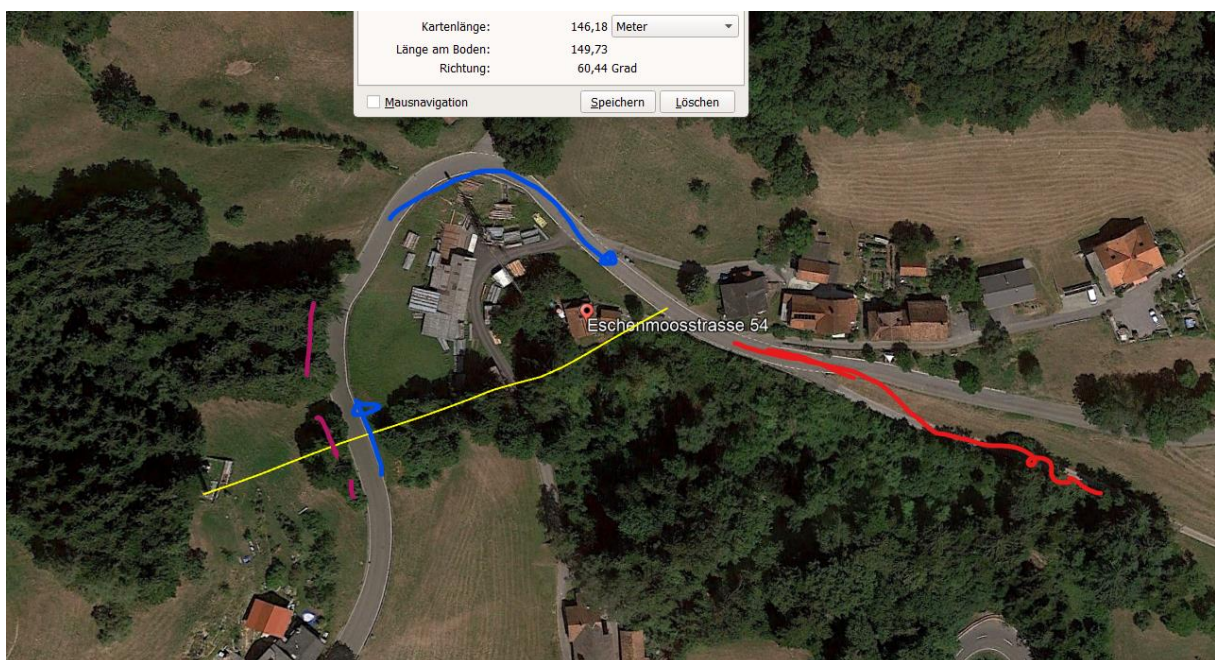 Kartenlänge: 146,18 Meter
Länge am Boden: 149,73
Richtung: 60,44 Grad
Mausnavigation Speichern Löschen
Eschenmoosstrasse 54